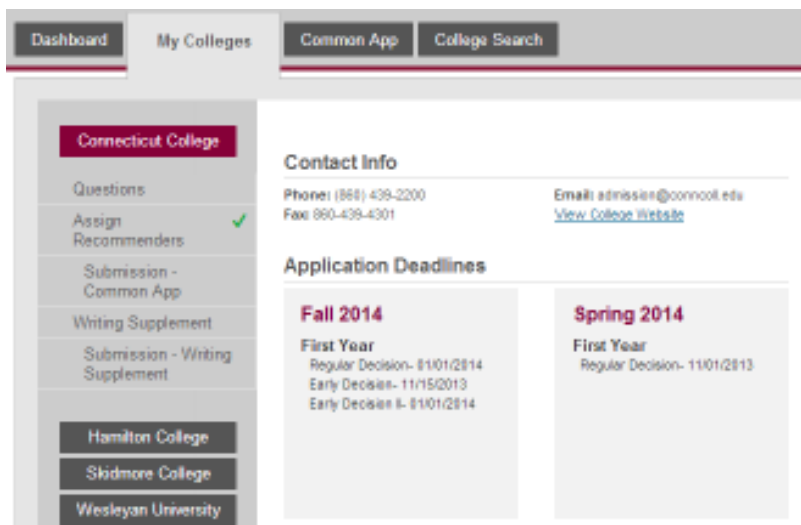 Dashboard
My Colleges
Common App
College Search
Connecticut College
Questions
Assign
Recommenders
Submission -
Common App
Writing Supplement
Submission - Writing
Supplement
Hamilton College
Skidmore College
Wesleyan University
Contact Info
Phone: (860) 439-2200
Fax: 860-439-4301
Email: admission@conncoll.edu
View College Website
Application Deadlines
Fall 2014
First Year
Regular Decision- 01/01/2014
Early Decision- 11/15/2013
Early Decision II- 01/01/2014
Spring 2014
First Year
Regular Decision- 11/01/2013